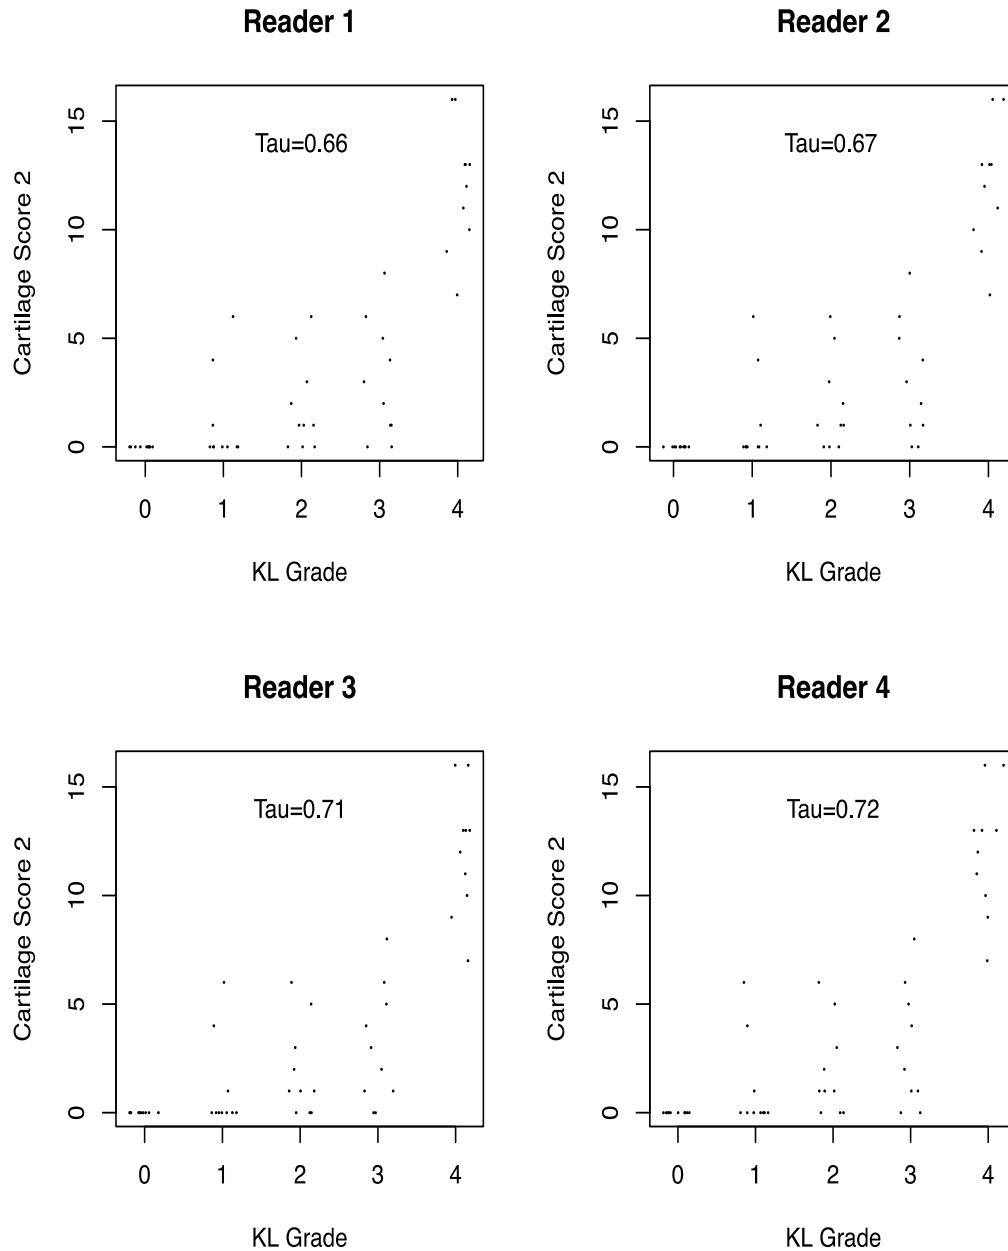 Reader 1
Cartilage Score 2
15
10
5
0
Tau=0.66
0 1 2 3 4
KL Grade
Reader 2
Cartilage Score 2
15
10
5
0
Tau=0.67
0 1 2 3 4
KL Grade
Reader 3
Cartilage Score 2
15
10
5
0
Tau=0.71
0 1 2 3 4
KL Grade
Reader 4
Cartilage Score 2
15
10
5
0
Tau=0.72
0 1 2 3 4
KL Grade